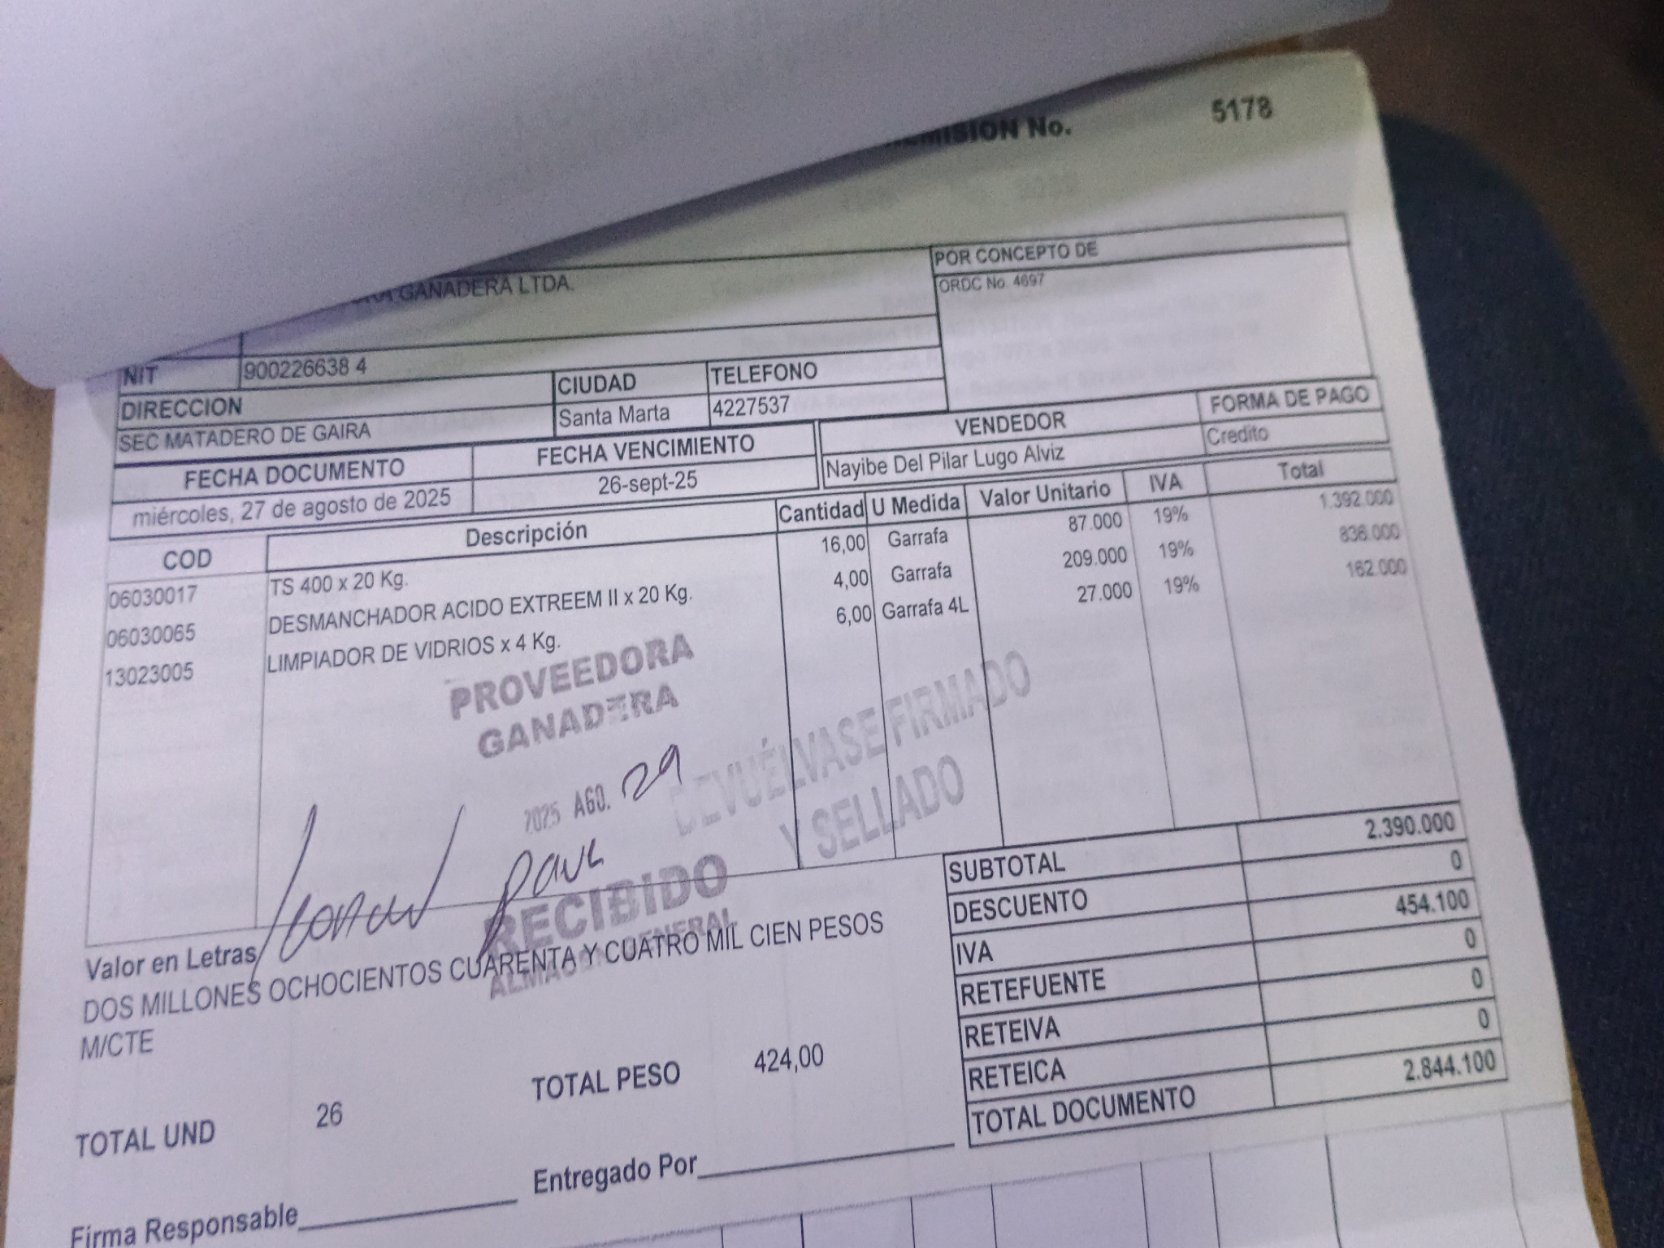 REMISION No. 5178
GANADERA LTDA.
POR CONCEPTO DE
ORDC No. 4697
NIT 900226638 4
DIRECCION CIUDAD TELEFONO
SEC MATADERO DE GAIRA Santa Marta 4227537
FECHA DOCUMENTO FECHA VENCIMIENTO VENDEDOR FORMA DE PAGO
miércoles, 27 de agosto de 2025 26-sept-25 Nayibe Del Pilar Lugo Alviz Credito
COD Descripción Cantidad U Medida Valor Unitario IVA Total
06030017 TS 400 x 20 Kg. 16,00 Garrafa 87.000 19% 1.392.000
06030065 DESMANCHADOR ACIDO EXTREEM II x 20 Kg. 4,00 Garrafa 209.000 19% 836.000
13023005 LIMPIADOR DE VIDRIOS x 4 Kg. 6,00 Garrafa 4L 27.000 19% 162.000
PROVEEDORA
GANADERA
2025 AGO. 29
DEVUÉLVASE FIRMADO
Y SELLADO
RECIBIDO
ALMACEN GENERAL
Valor en Letras
DOS MILLONES OCHOCIENTOS CUARENTA Y CUATRO MIL CIEN PESOS
M/CTE
SUBTOTAL 2.390.000
DESCUENTO 0
IVA 454.100
RETEFUENTE 0
RETEIVA 0
RETEICA 0
TOTAL DOCUMENTO 2.844.100
TOTAL UND 26 TOTAL PESO 424,00
Firma Responsable Entregado Por